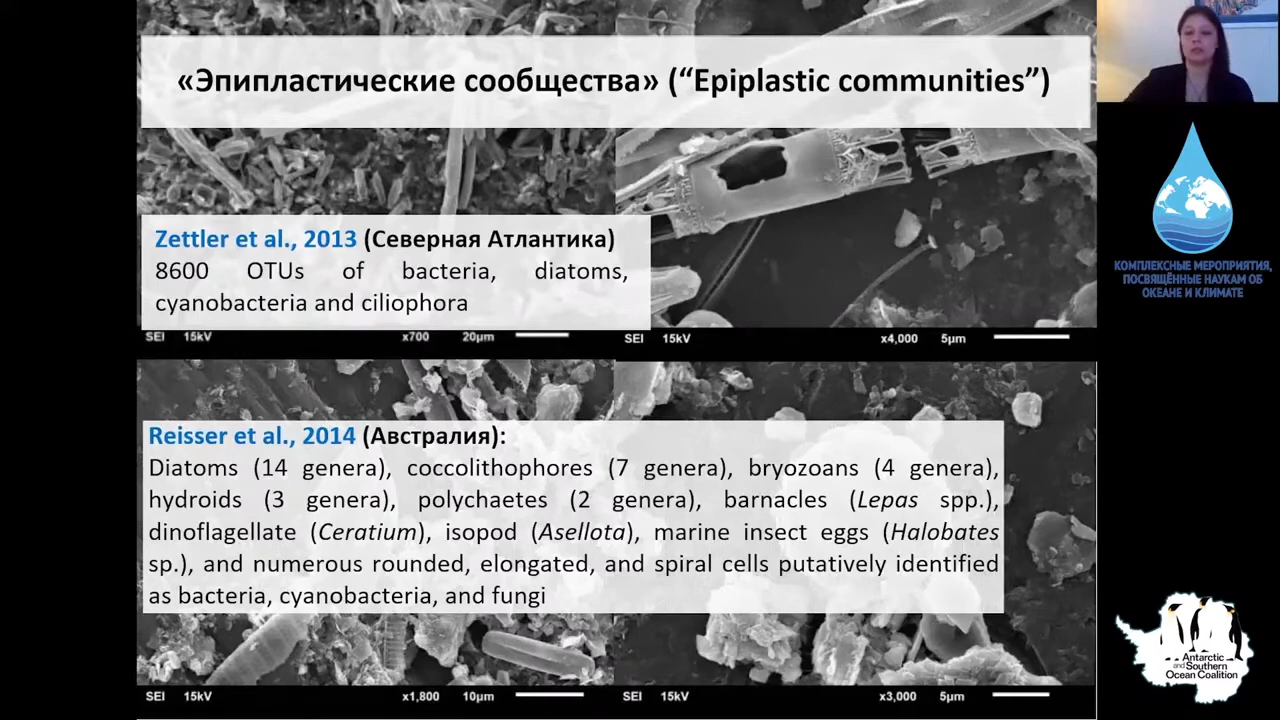 «Эпипластические сообщества» (“Epiplastic communities”)
Zettler et al., 2013 (Северная Атлантика)
8600 OTUs of bacteria, diatoms,
cyanobacteria and ciliophora
SEI 15kV x700 20µm
SEI 15kV x4,000 5µm
Reisser et al., 2014 (Австралия):
Diatoms (14 genera), coccolithophores (7 genera), bryozoans (4 genera),
hydroids (3 genera), polychaetes (2 genera), barnacles (Lepas spp.),
dinoflagellate (Ceratium), isopod (Asellota), marine insect eggs (Halobates
sp.), and numerous rounded, elongated, and spiral cells putatively identified
as bacteria, cyanobacteria, and fungi
SEI 15kV x1,800 10µm
SEI 15kV x3,000 5µm
КОМПЛЕКСНЫЕ МЕРОПРИЯТИЯ,
ПОСВЯЩЁННЫЕ НАУКАМ ОБ
ОКЕАНЕ И КЛИМАТЕ
Antarctic
and Southern
Ocean Coalition